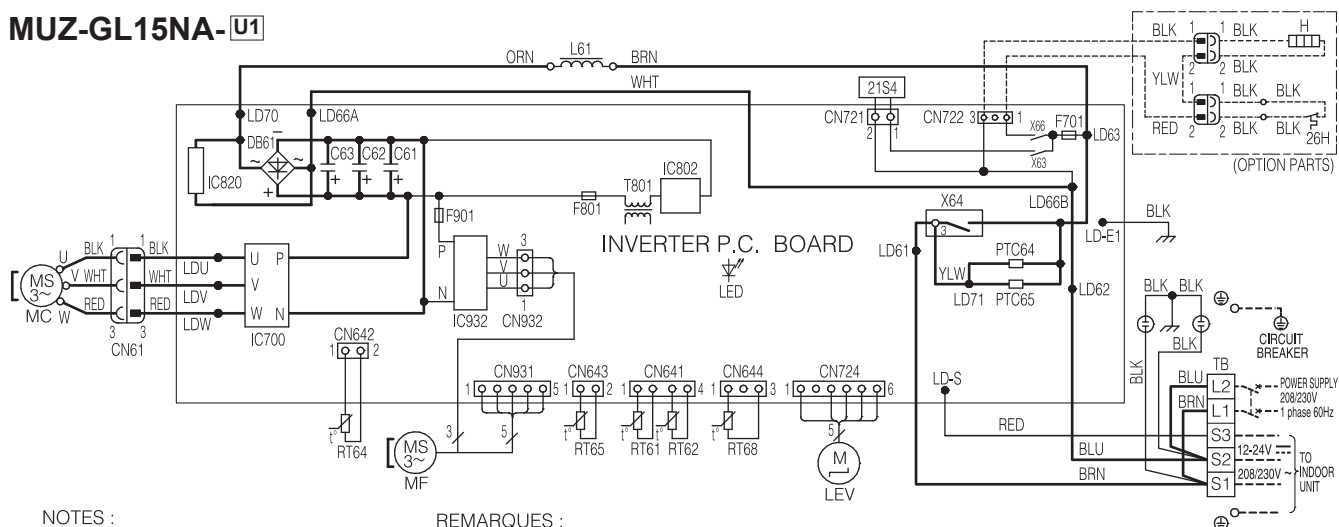 MUZ-GL15NA- U1
ORN L61 BRN
WHT
BLK 1 1 BLK H
2 2 BLK
YLW
1 1 BLK BLK
RED 2 2 BLK BLK 26H
(OPTION PARTS)
LD70 LD66A
21S4
CN721 2 1
CN722 3 1
X66 F701 LD63
X63
DB61 − ~ ~ +
IC820
C63 C62 C61
+ + +
T801 IC802
F801
F901
LD66B
X64
3
LD61
LD-E1 BLK
PTC64
YLW
LD71 PTC65
LD62
INVERTER P.C. BOARD
LED
U BLK 1 1 BLK LDU U P
MS 3~ V WHT WHT LDV V
MC W RED 3 3 RED LDW W N
CN61
IC700
P
N
IC932
W 3
V
U 1
CN932
BLK BLK
BLK
BLK
CIRCUIT BREAKER
TB
BLU L2 POWER SUPPLY
BRN L1 208/230V
1 phase 60Hz
RED S3
BLU S2 12-24V
BRN S1 208/230V ~
TO INDOOR UNIT
LD-S
CN642
1 2
t° RT64
CN931
1 5
CN643
1 2
t° RT65
CN641
1 4
t° RT61 t° RT62
CN644
1 3
t° RT68
CN724
1 6
3 5
MS 3~
MF
5
M
LEV
NOTES : REMARQUES :